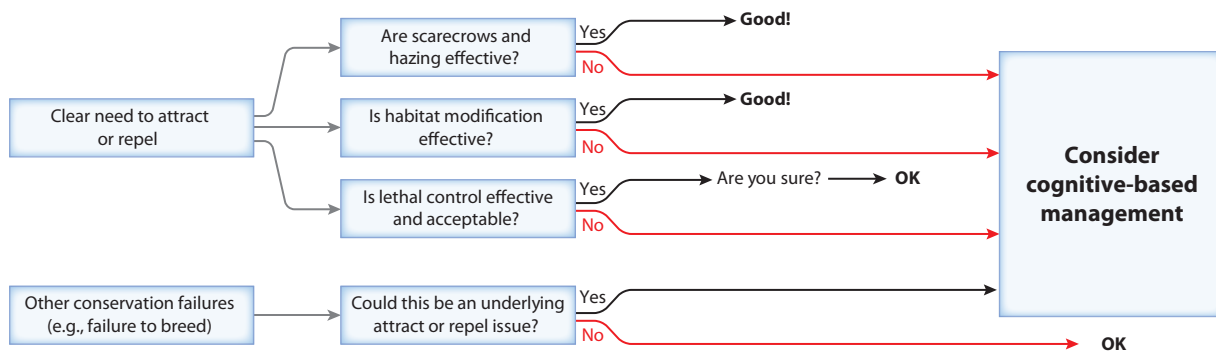 Clear need to attract
or repel
Are scarecrows and
hazing effective?
Yes
Good!
No
Is habitat modification
effective?
Yes
Good!
No
Is lethal control effective
and acceptable?
Yes
Are you sure?
OK
No
Consider
cognitive-based
management
Other conservation failures
(e.g., failure to breed)
Could this be an underlying
attract or repel issue?
Yes
No
OK